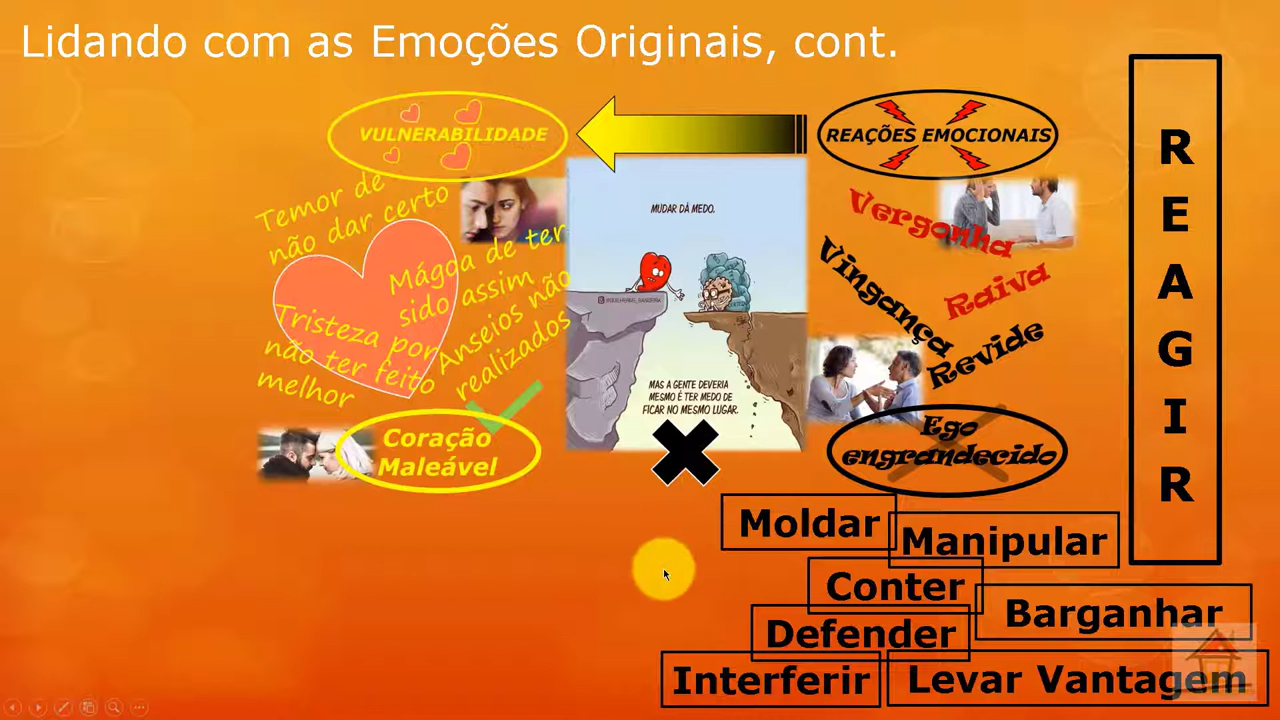 Lidando com as Emoções Originais, cont.
VULNERABILIDADE
REAÇÕES EMOCIONAIS
Temor de
não dar certo
Mágoa de ter
sido assim
Tristeza por
não ter feito
melhor
Anseios não
realizados
Coração
Maleável
MUDAR DÁ MEDO.
MAS A GENTE DEVERIA
MESMO É TER MEDO DE
FICAR NO MESMO LUGAR.
Vergonha
Vingança
Raiva
Revide
Ego
engrandecido
R
E
A
G
I
R
Moldar
Manipular
Conter
Barganhar
Defender
Interferir
Levar Vantagem